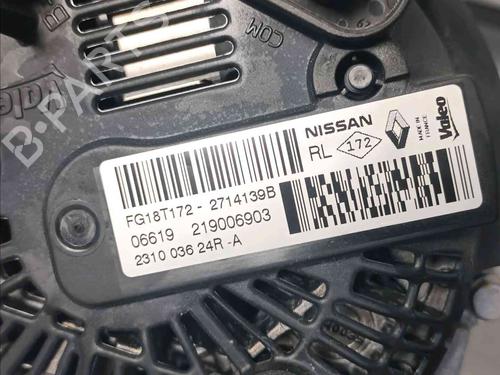 COM
B-PARTS
NISSAN
RL 172
MADE IN FRANCE
Valeo
FG18T172 - 2714139B
06619 219006903
2310 036 24R -A